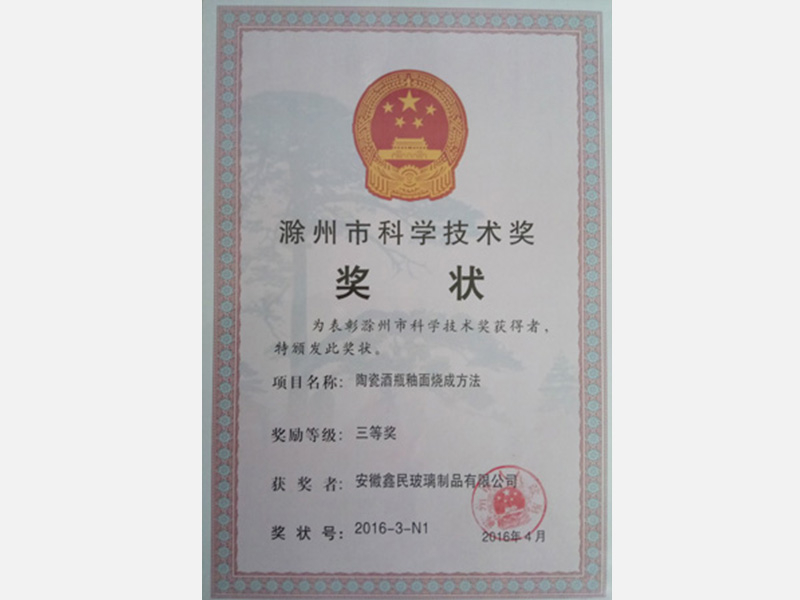 滁州市科学技术奖
奖 状
为表彰滁州市科学技术奖获得者，
特颁发此奖状。
项目名称：陶瓷酒瓶釉面烧成方法
奖励等级：三等奖
获 奖 者：安徽鑫民玻璃制品有限公司
奖 状 号：2016-3-N1
2016年4月